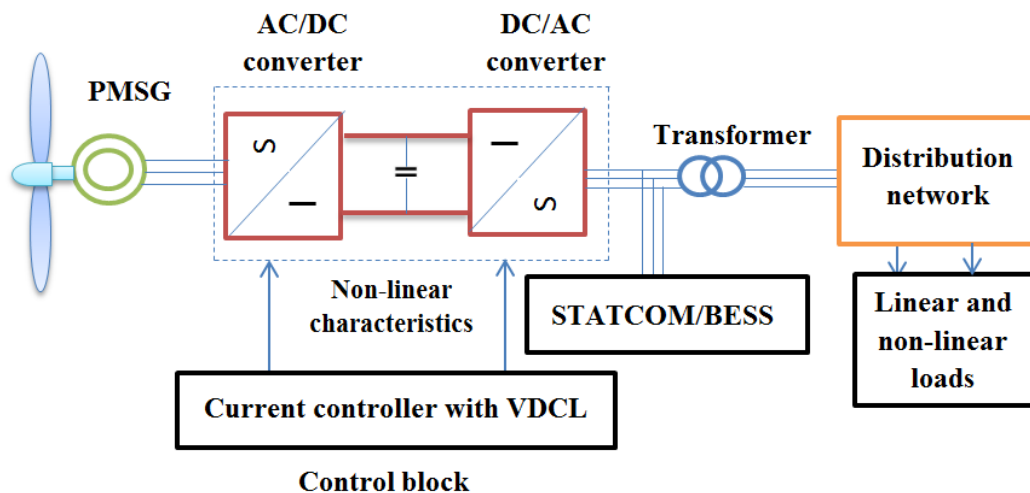 AC/DC
converter
DC/AC
converter
PMSG
S
S
Transformer
Distribution
network
Non-linear
characteristics
STATCOM/BESS
Linear and
non-linear
loads
Current controller with VDCL
Control block